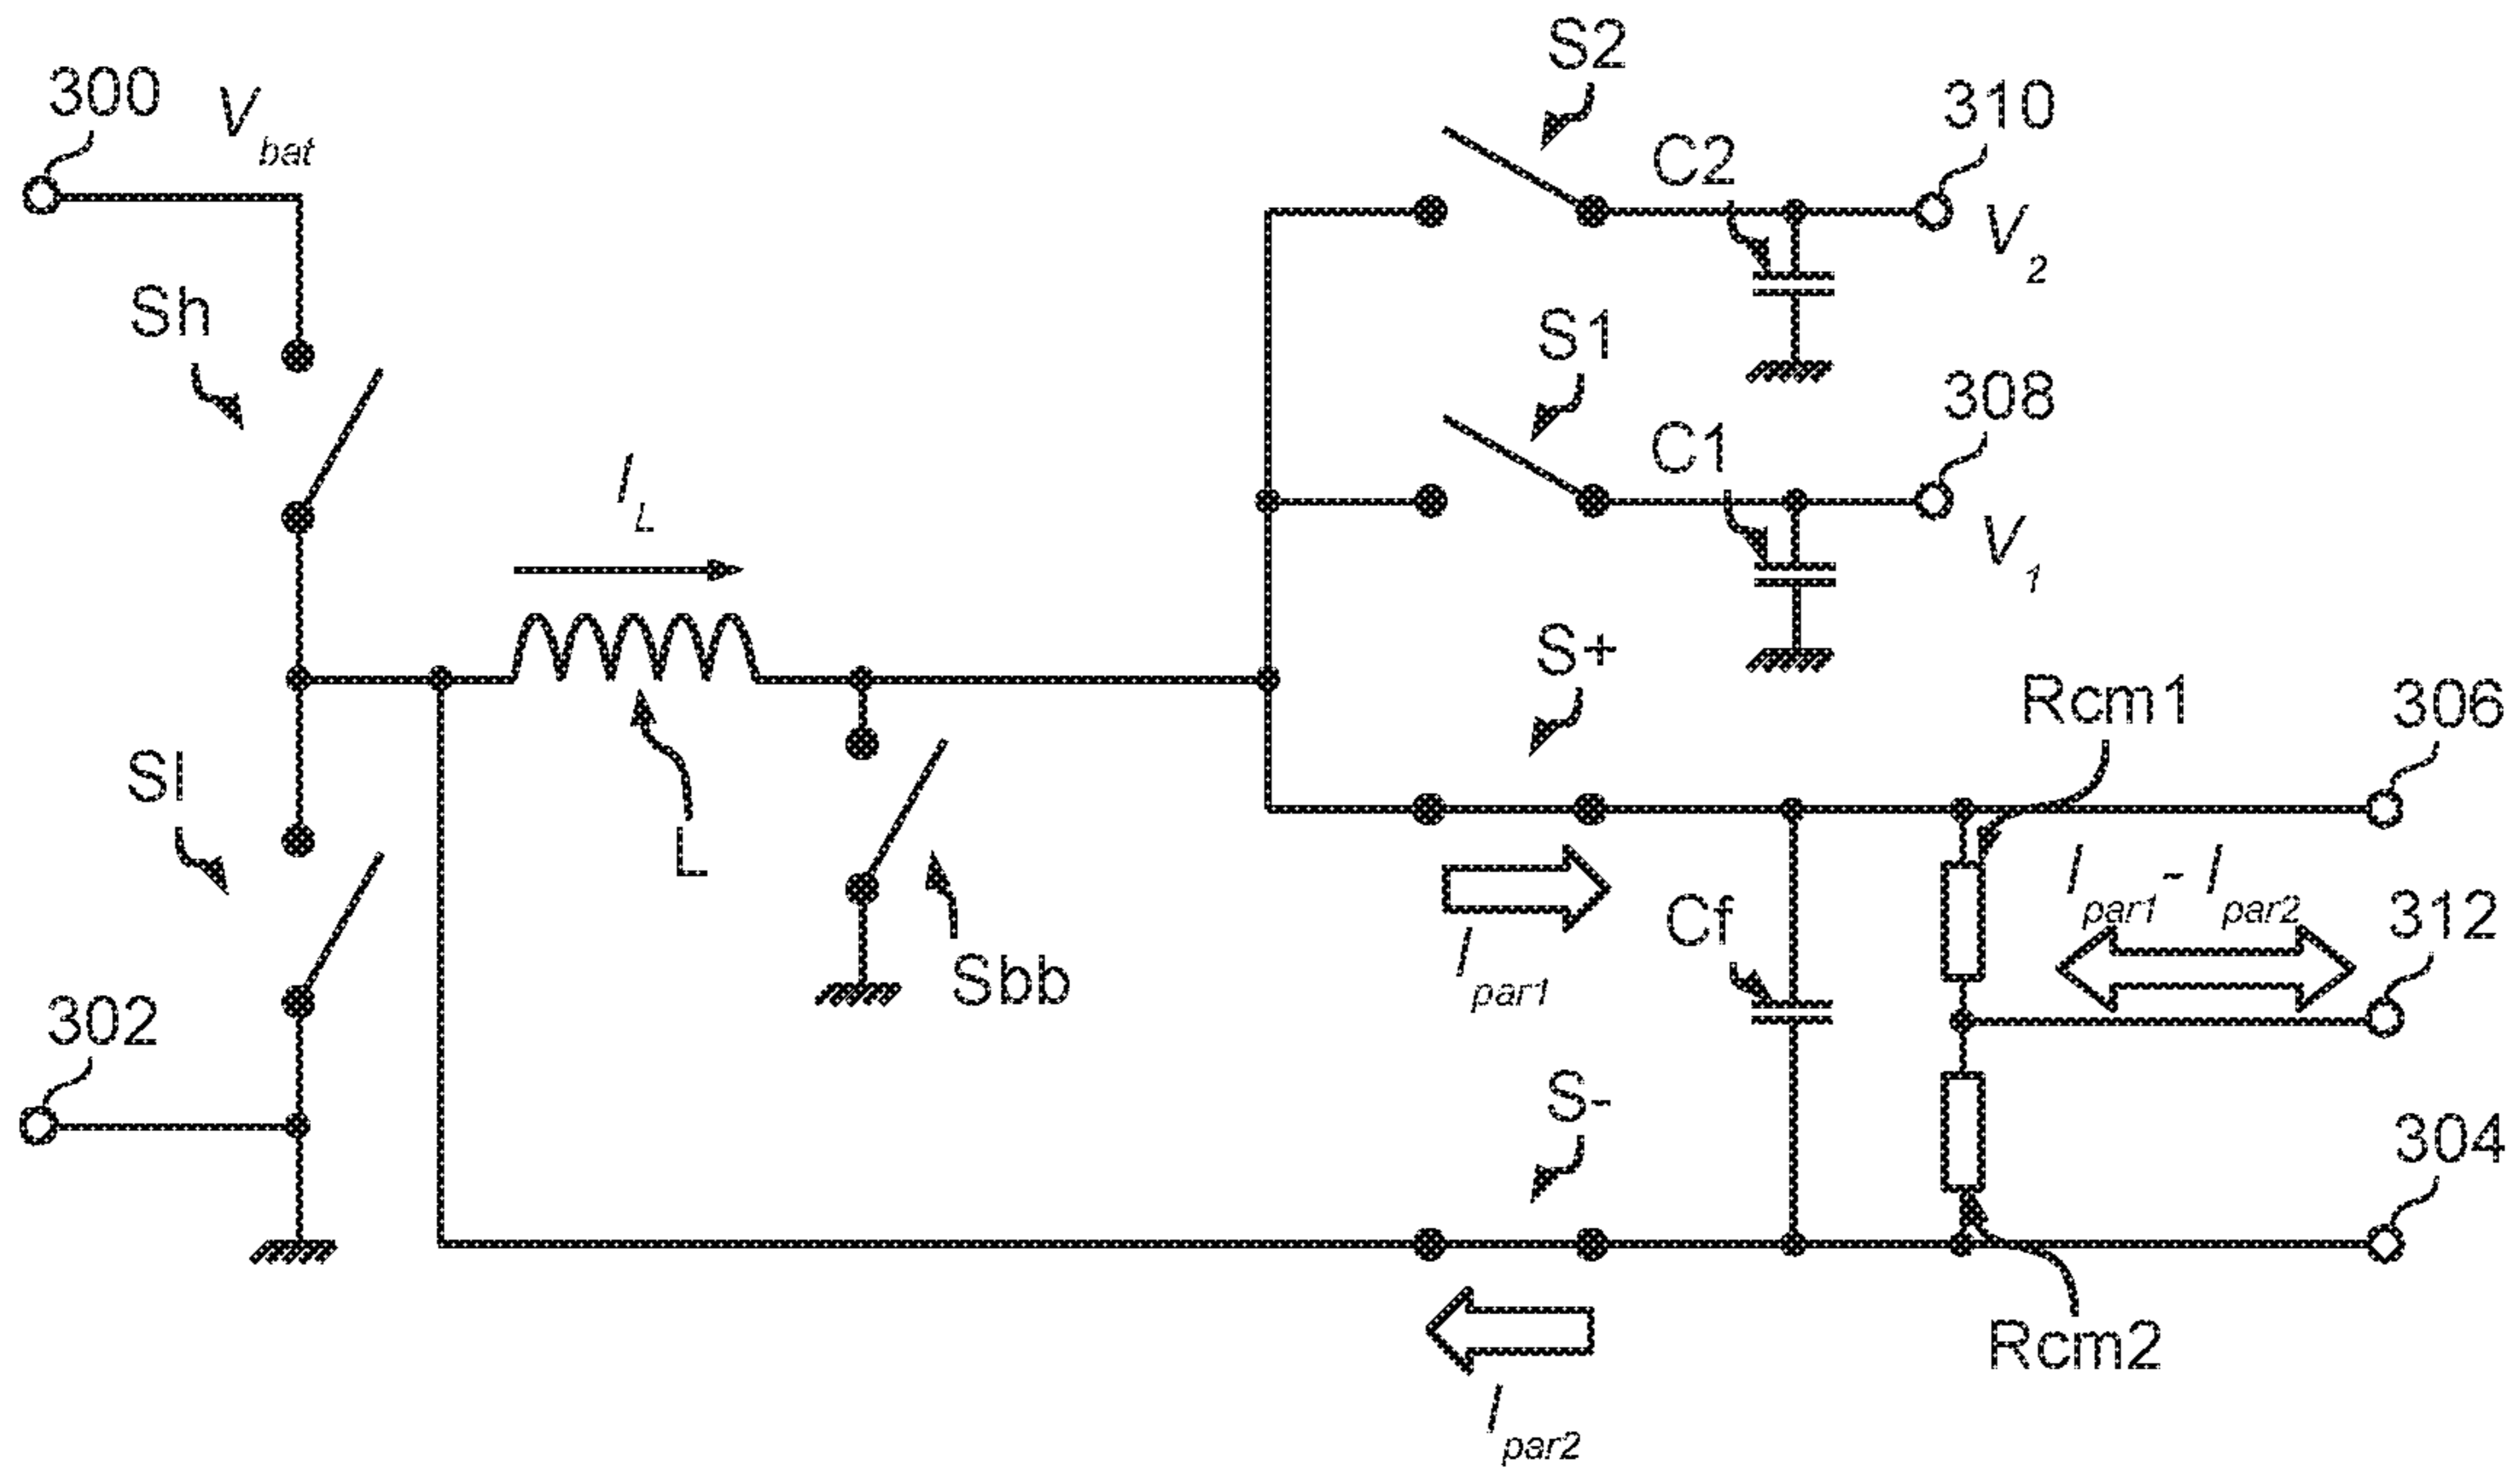 S2
300
V bat
310
C2
V 2
Sh
S1
308
C1
I L
V 1
S+
Rcm1
306
Sl
L
I par1 - I par2
312
Cf
I par1
Sbb
302
S-
304
Rcm2
I par2